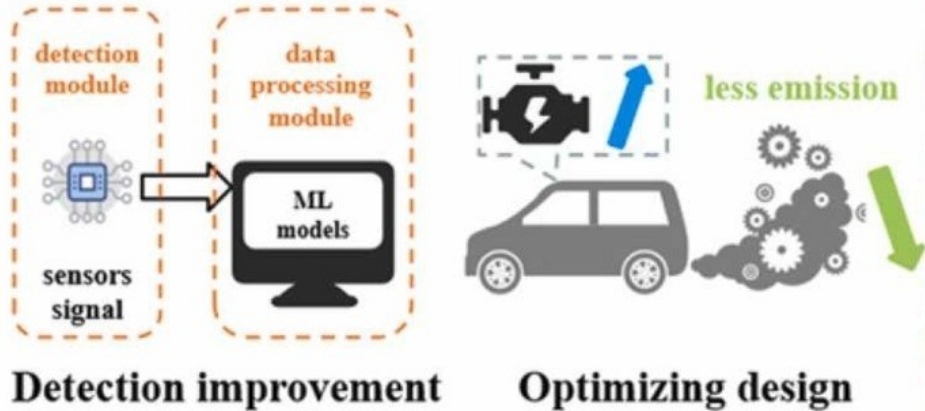 detection
module
sensors
signal
data
processing
module
ML
models
less emission
Detection improvement
Optimizing design